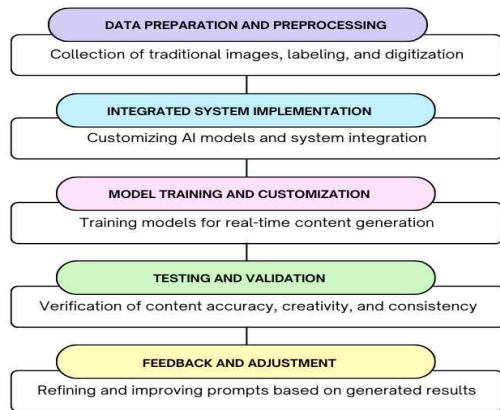 DATA PREPARATION AND PREPROCESSING
Collection of traditional images, labeling, and digitization
INTEGRATED SYSTEM IMPLEMENTATION
Customizing AI models and system integration
MODEL TRAINING AND CUSTOMIZATION
Training models for real-time content generation
TESTING AND VALIDATION
Verification of content accuracy, creativity, and consistency
FEEDBACK AND ADJUSTMENT
Refining and improving prompts based on generated results